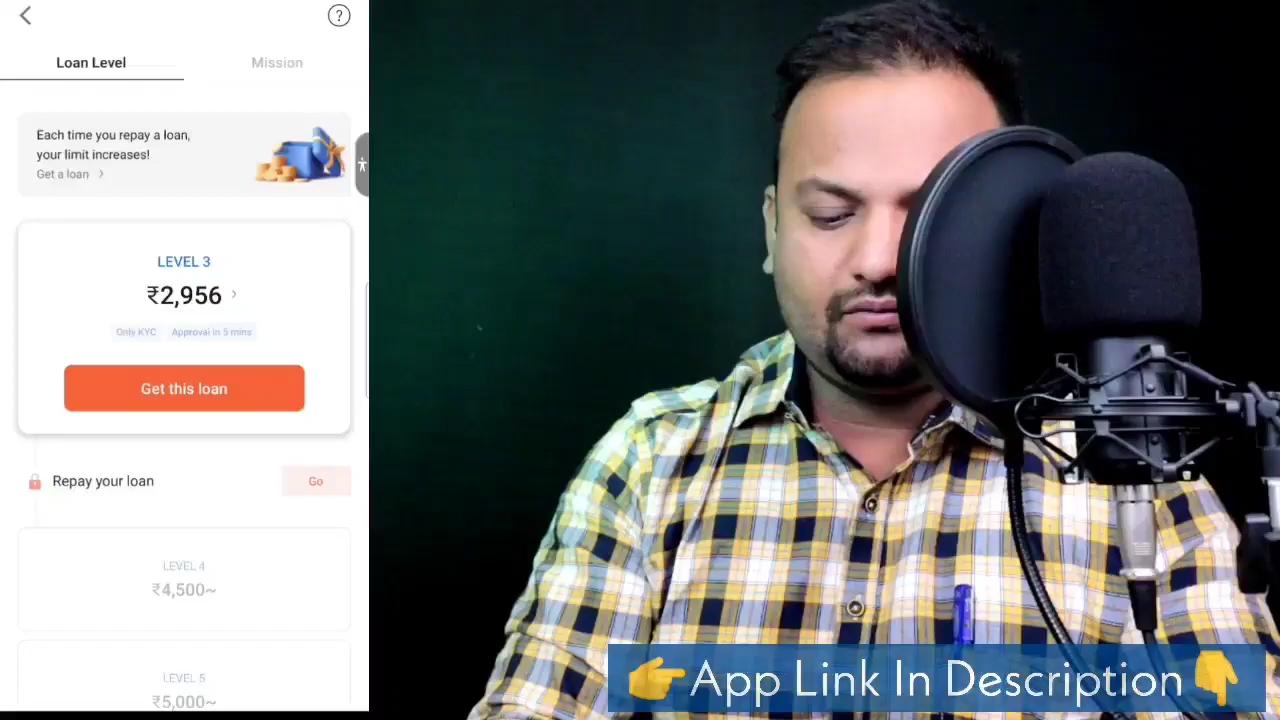 Loan Level
Mission
Each time you repay a loan,
your limit increases!
Get a loan >
LEVEL 3
₹2,956 >
Only KYC
Approval in 5 mins
Get this loan
Repay your loan
Go
LEVEL 4
₹4,500~
LEVEL 5
₹5,000~
👉App Link In Description👇